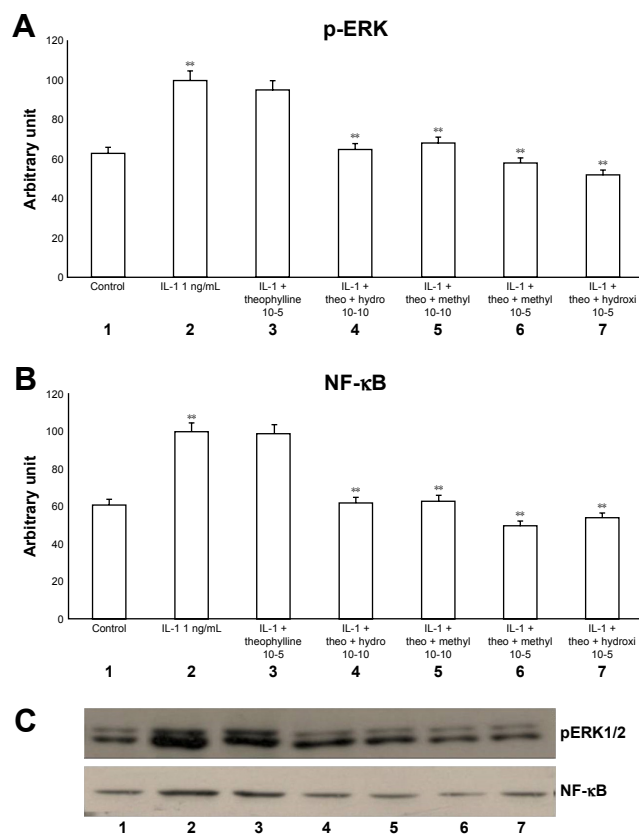 A
p-ERK
120
100
80
60
40
20
0
Arbitrary unit
**
**
**
**
**
Control
IL-1 1 ng/mL
IL-1 +
theophylline
10-5
IL-1 +
theo + hydro
10-10
IL-1 +
theo + methyl
10-10
IL-1 +
theo + methyl
10-5
IL-1 +
theo + hydroxi
10-5
1 2 3 4 5 6 7
B
NF-κB
120
100
80
60
40
20
0
Arbitrary unit
**
**
**
**
**
Control
IL-1 1 ng/mL
IL-1 +
theophylline
10-5
IL-1 +
theo + hydro
10-10
IL-1 +
theo + methyl
10-10
IL-1 +
theo + methyl
10-5
IL-1 +
theo + hydroxi
10-5
1 2 3 4 5 6 7
C
pERK1/2
NF-κB
1 2 3 4 5 6 7